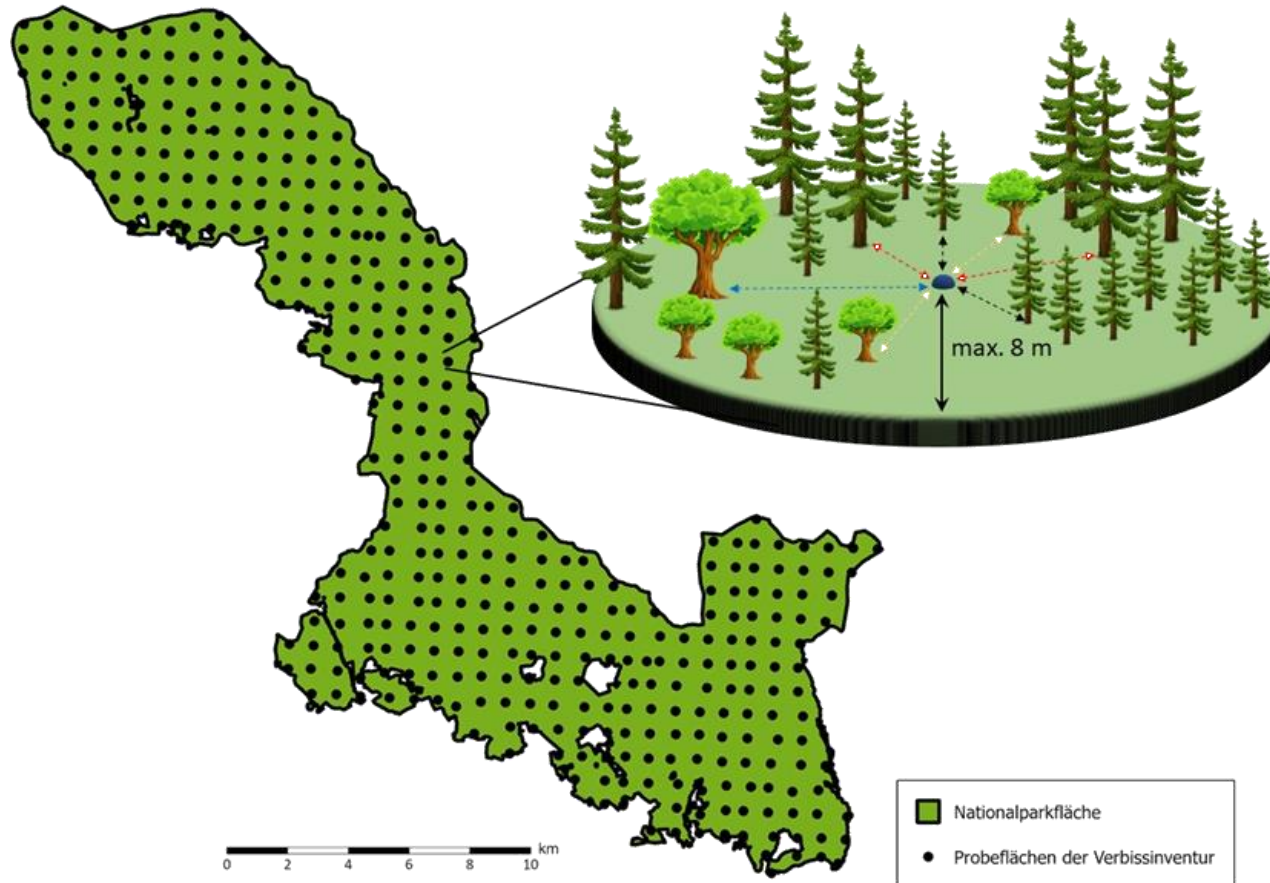 max. 8 m
km
0 2 4 6 8 10
Nationalparkfläche
Probeflächen der Verbissinventur